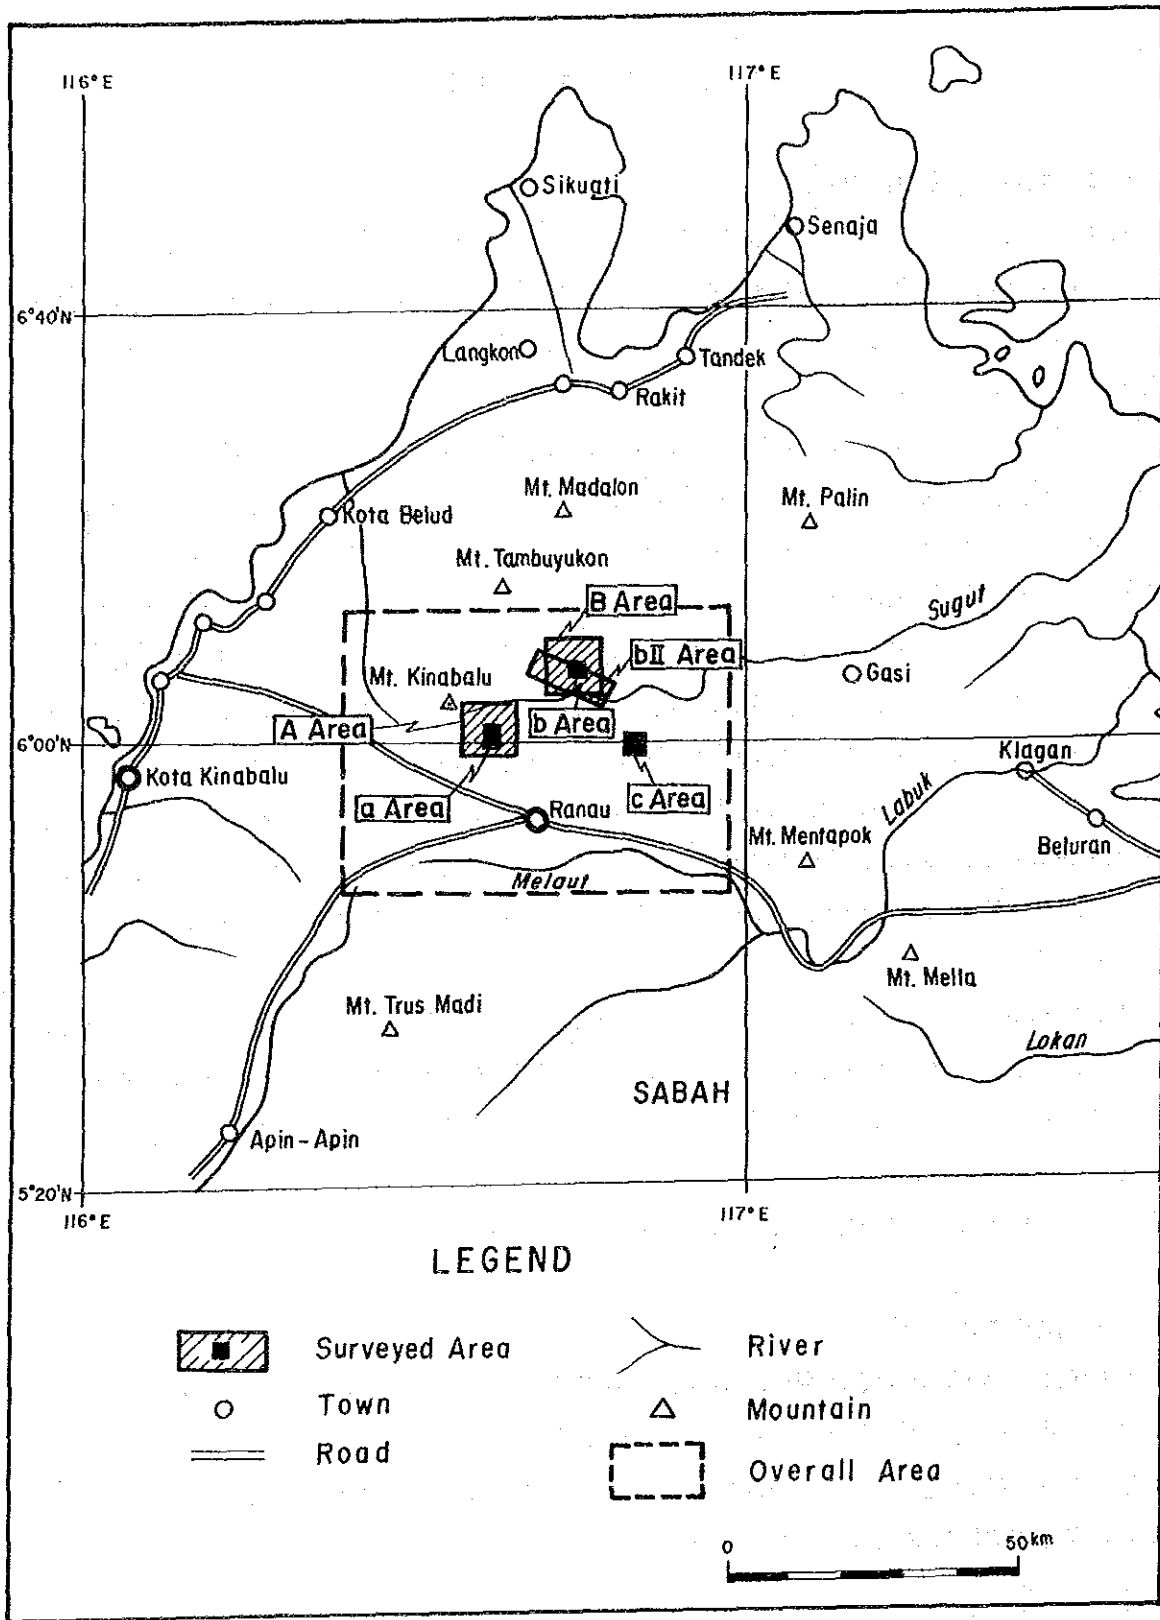 116°E
117°E
Sikuati
Senaja
6°40'N
Langkon
Tandek
Rakit
Mt. Madalon
Mt. Palin
Kota Belud
Mt. Tambuyukon
B Area
Sugut
bII Area
Gasi
Mt. Kinabalu
A Area
b Area
6°00'N
Klagan
Kota Kinabalu
a Area
c Area
Ranau
Labuk
Mt. Mentapok
Beluran
Melaut
Mt. Melia
Mt. Trus Madi
Lokan
SABAH
Apin-Apin
5°20'N
116°E
117°E
LEGEND
Surveyed Area
River
Town
Mountain
Road
Overall Area
0
50km